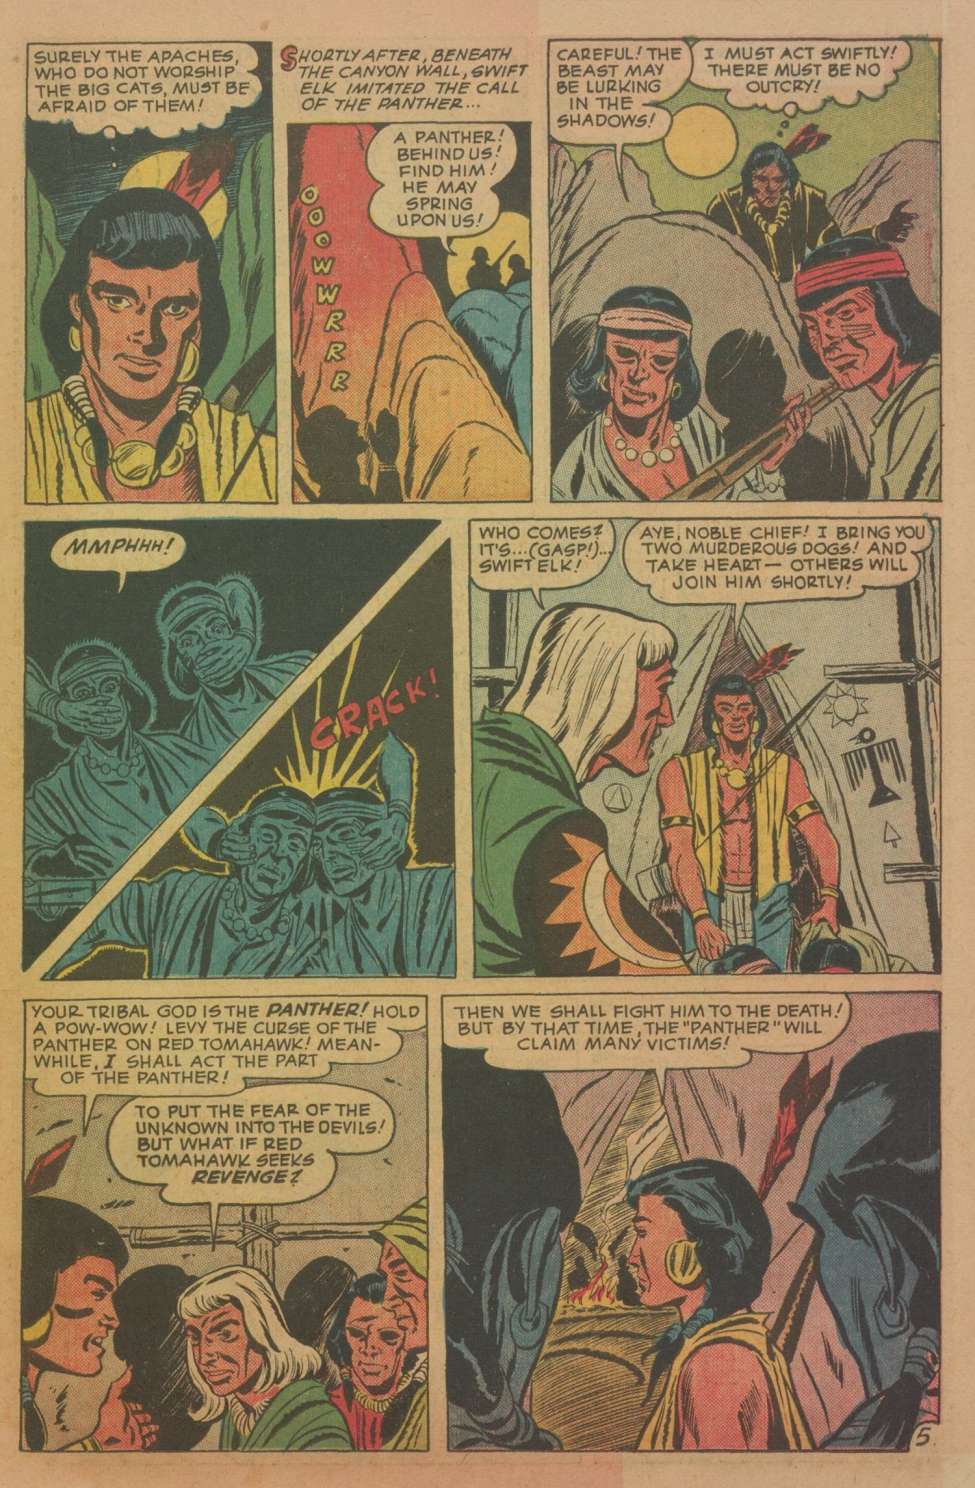 SURELY THE APACHES,
WHO DO NOT WORSHIP
THE BIG CATS, MUST BE
AFRAID OF THEM!
SHORTLY AFTER, BENEATH
THE CANYON WALL, SWIFT
ELK IMITATED THE CALL
OF THE PANTHER...
A PANTHER!
BEHIND US!
FIND HIM!
HE MAY
SPRING
UPON US!
OOOWWRRR
CAREFUL! THE
BEAST MAY
BE LURKING
IN THE
SHADOWS!
I MUST ACT SWIFTLY!
THERE MUST BE NO
OUTCRY!
MMPHHH!
CRACK!
WHO COMES?
IT'S...(GASP!)...
SWIFT ELK!
AYE, NOBLE CHIEF! I BRING YOU
TWO MURDEROUS DOGS! AND
TAKE HEART — OTHERS WILL
JOIN HIM SHORTLY!
YOUR TRIBAL GOD IS THE PANTHER! HOLD
A POW-WOW! LEVY THE CURSE OF THE
PANTHER ON RED TOMAHAWK! MEAN-
WHILE, I SHALL ACT THE PART
OF THE PANTHER!
TO PUT THE FEAR OF THE
UNKNOWN INTO THE DEVILS!
BUT WHAT IF RED
TOMAHAWK SEEKS
REVENGE?
THEN WE SHALL FIGHT HIM TO THE DEATH!
BUT BY THAT TIME, THE "PANTHER" WILL
CLAIM MANY VICTIMS!
5